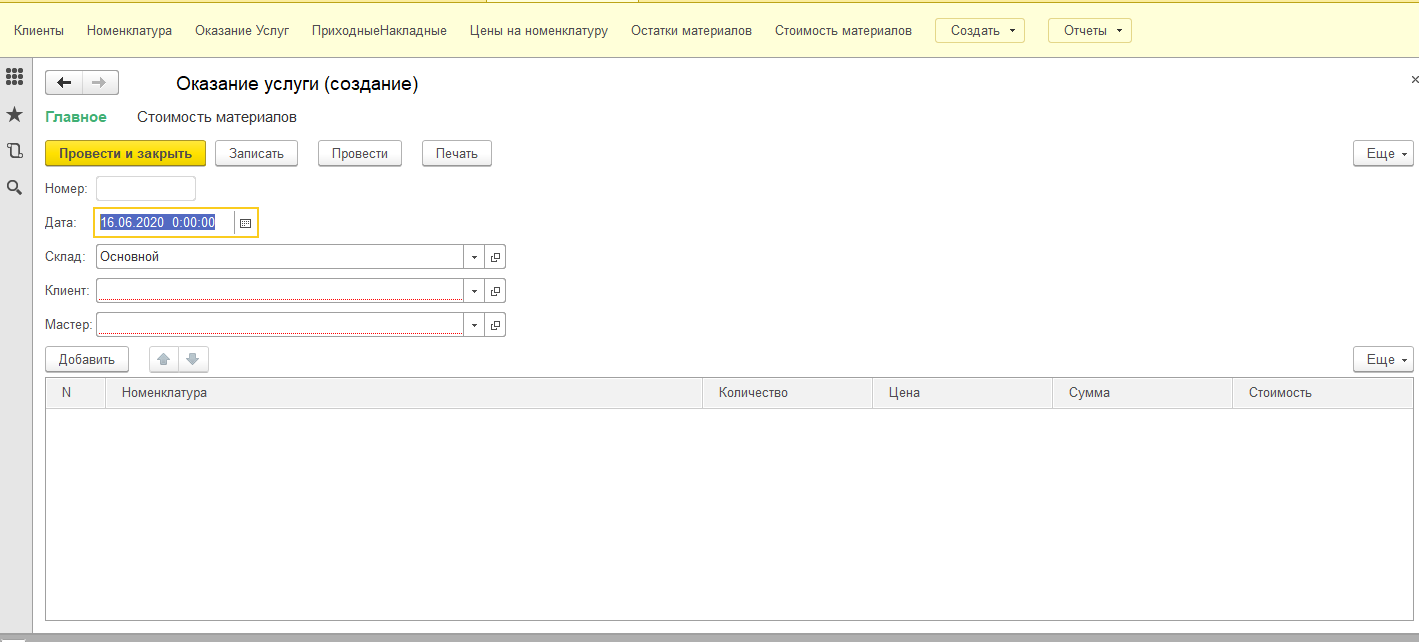 Клиенты Номенклатура Оказание Услуг ПриходныеНакладные Цены на номенклатуру Остатки материалов Стоимость материалов Создать Отчеты
Оказание услуги (создание)
Главное Стоимость материалов
Провести и закрыть Записать Провести Печать Еще
Номер:
Дата: 16.06.2020 0:00:00
Склад: Основной
Клиент:
Мастер:
Добавить Еще
N Номенклатура Количество Цена Сумма Стоимость